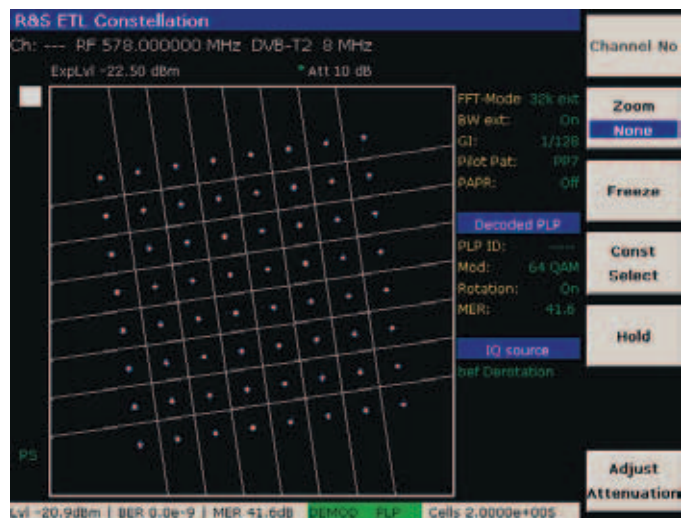 R&S ETL Constellation
Ch: --- RF 578.000000 MHz DVB-T2 8 MHz
ExpLvl -22.50 dBm * Att 10 dB
FFT-Mode 32k ext
BW ext: On
GI: 1/128
Pilot Pat: PP7
PAPR: Off
Decoded PLP
PLP ID: ----
Mod: 64 QAM
Rotation: On
MER: 41.6
IQ source
bef Derotation
PS
Lvl -20.9dBm | BER 0.0e-9 | MER 41.6dB DEMOD PLP Cells 2.0000e+005
Channel No
Zoom
None
Freeze
Const
Select
Hold
Adjust
Attenuation